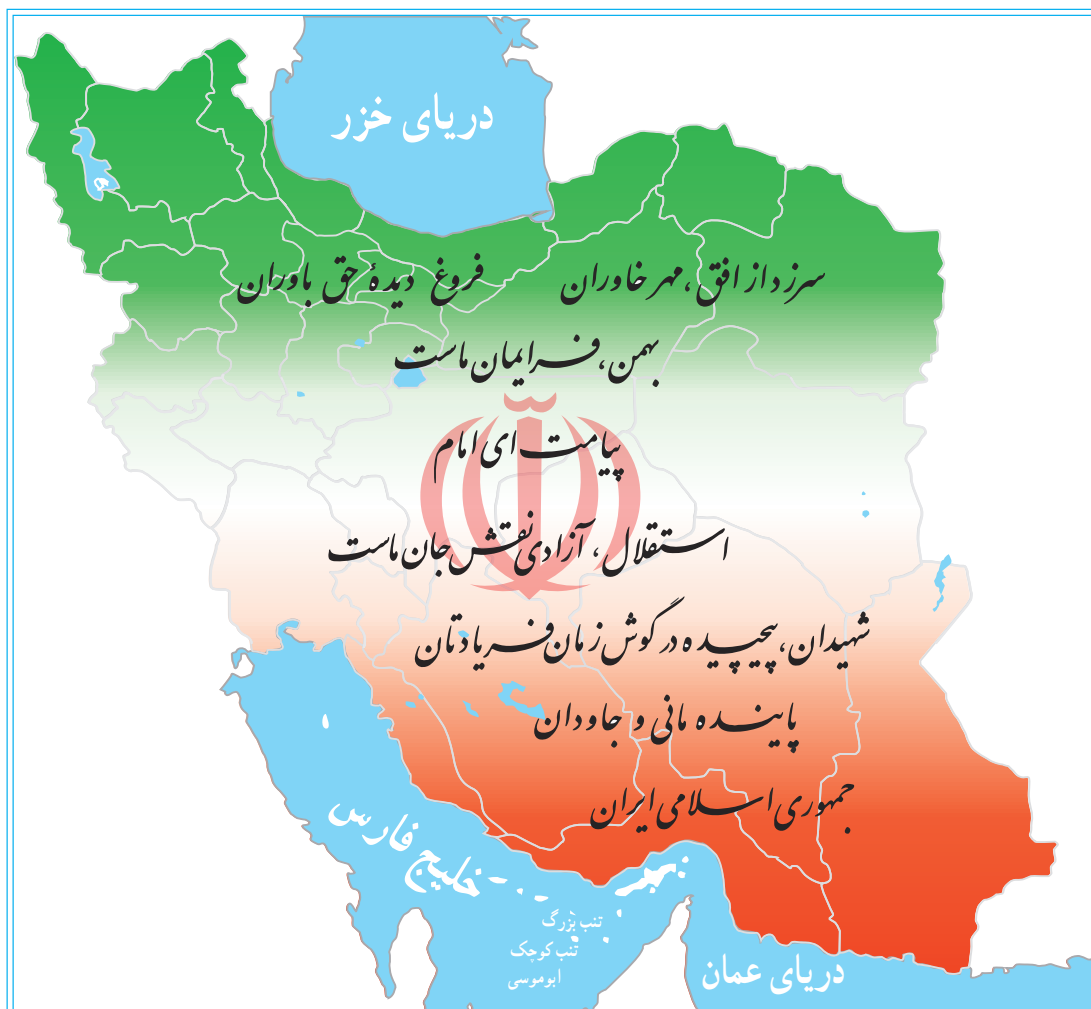 دریای خزر
سرزد از افق، مهر خاوران فروغ دیدهٔ حق باوران
بهمن، فر ایمان ماست
پیامت ای امام
استقلال، آزادی نقش جان ماست
شهیدان، پیچیده در گوش زمان فریادتان
پاینده مانی و جاودان
جمهوری اسلامی ایران
خلیج فارس
تنب بزرگ
تنب کوچک
ابوموسی
دریای عمان